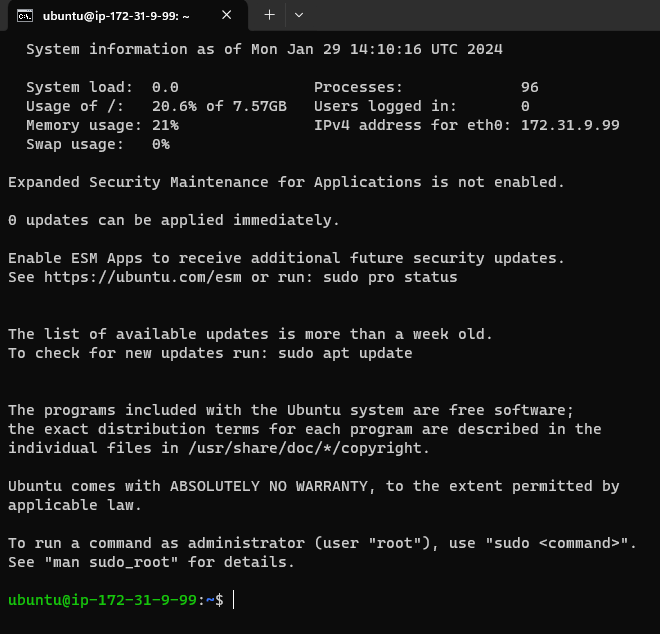 ubuntu@ip-172-31-9-99: ~
System information as of Mon Jan 29 14:10:16 UTC 2024
System load: 0.0 Processes: 96
Usage of /: 20.6% of 7.57GB Users logged in: 0
Memory usage: 21% IPv4 address for eth0: 172.31.9.99
Swap usage: 0%
Expanded Security Maintenance for Applications is not enabled.
0 updates can be applied immediately.
Enable ESM Apps to receive additional future security updates.
See https://ubuntu.com/esm or run: sudo pro status
The list of available updates is more than a week old.
To check for new updates run: sudo apt update
The programs included with the Ubuntu system are free software;
the exact distribution terms for each program are described in the
individual files in /usr/share/doc/*/copyright.
Ubuntu comes with ABSOLUTELY NO WARRANTY, to the extent permitted by
applicable law.
To run a command as administrator (user "root"), use "sudo <command>".
See "man sudo_root" for details.
ubuntu@ip-172-31-9-99:~$